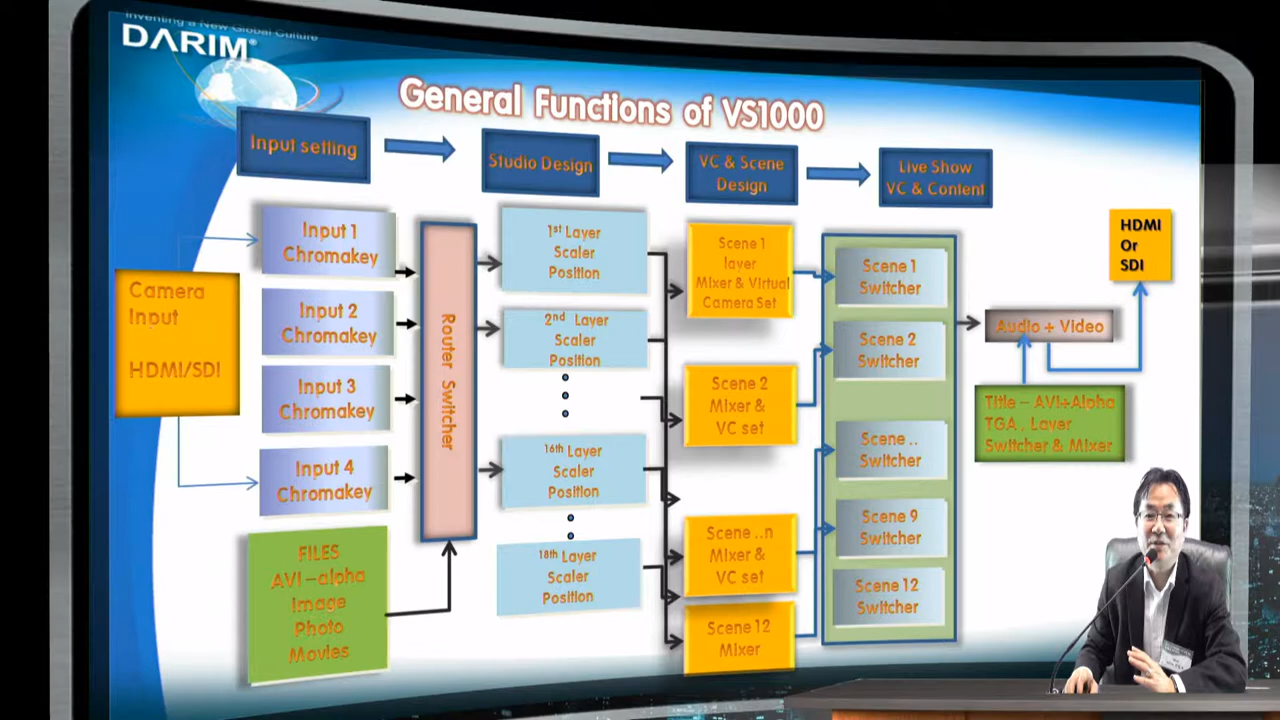 Inventing a New Global Culture
DARIM®
General Functions of VS1000
Input setting
Studio Design
VC & Scene
Design
Live Show
VC & Content
Camera
Input
HDMI/SDI
Input 1
Chromakey
Input 2
Chromakey
Input 3
Chromakey
Input 4
Chromakey
FILES
AVI -alpha
Image
Photo
Movies
Router Switcher
1st Layer
Scaler
Position
2nd Layer
Scaler
Position
16th Layer
Scaler
Position
18th Layer
Scaler
Position
Scene 1
layer
Mixer & Virtual
Camera Set
Scene 2
Mixer &
VC set
Scene ..n
Mixer &
VC set
Scene 12
Mixer
Scene 1
Switcher
Scene 2
Switcher
Scene ..
Switcher
Scene 9
Switcher
Scene 12
Switcher
Audio + Video
HDMI
Or
SDI
Title - AVI+Alpha
TGA , Layer
Switcher & Mixer